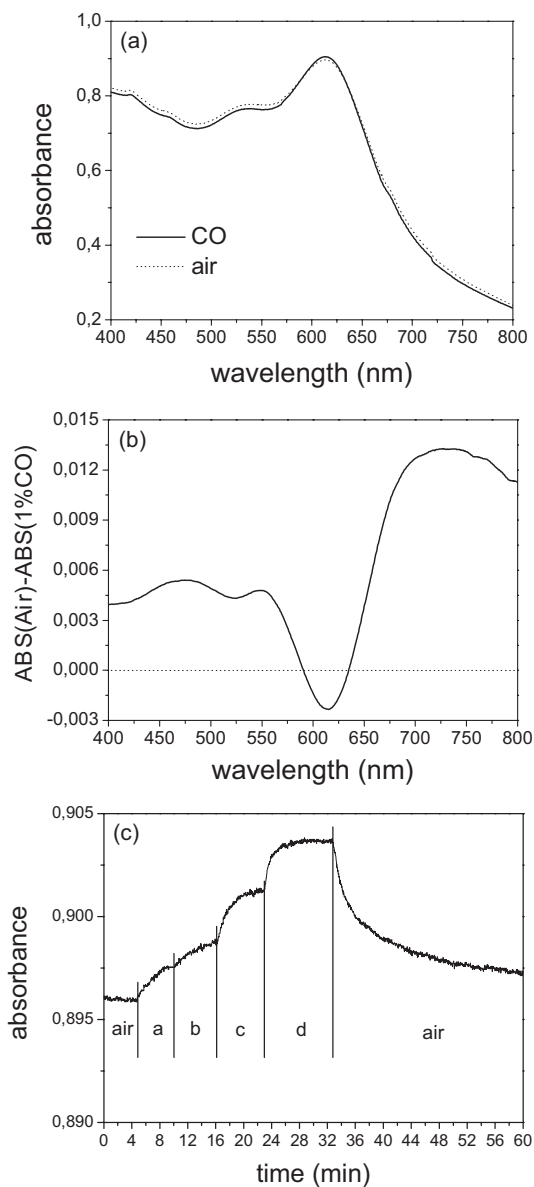 (a)
1,0
0,8
0,6
0,4
0,2
absorbance
CO
air
400 450 500 550 600 650 700 750 800
wavelength (nm)
(b)
0,015
0,012
0,009
0,006
0,003
0,000
-0,003
ABS(Air)-ABS(1%CO)
400 450 500 550 600 650 700 750 800
wavelength (nm)
(c)
0,905
0,900
0,895
0,890
absorbance
air a b c d air
0 4 8 12 16 20 24 28 32 36 40 44 48 52 56 60
time (min)